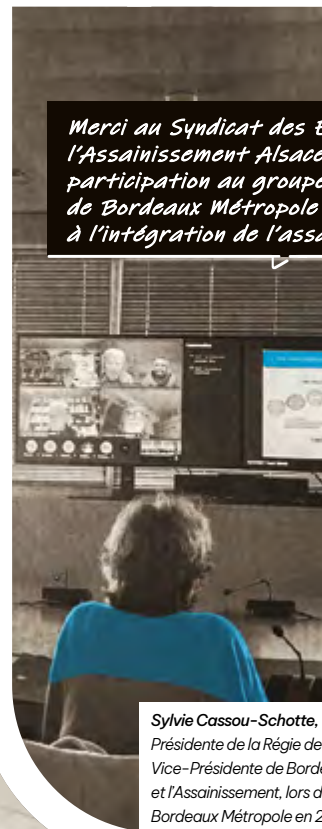 Merci au Syndicat des E
l'Assainissement Alsace
participation au groupe
de Bordeaux Métropole
à l'intégration de l'assa
Sylvie Cassou-Schotte,
Présidente de la Régie de
Vice-Présidente de Borde
et l'Assainissement, lors d
Bordeaux Métropole en 2